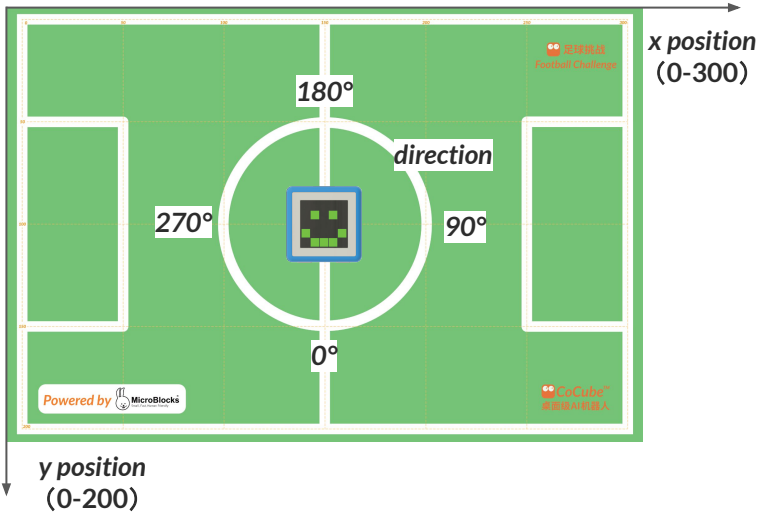 x position
（0-300）
足球挑战
Football Challenge
180°
direction
270°
90°
0°
Powered by MicroBlocks
CoCube™
桌面级AI机器人
y position
（0-200）